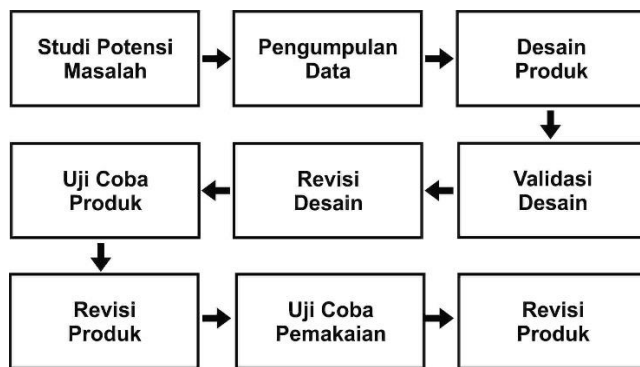 Studi Potensi
Masalah
Pengumpulan
Data
Desain
Produk
Validasi
Desain
Revisi
Desain
Uji Coba
Produk
Revisi
Produk
Uji Coba
Pemakaian
Revisi
Produk